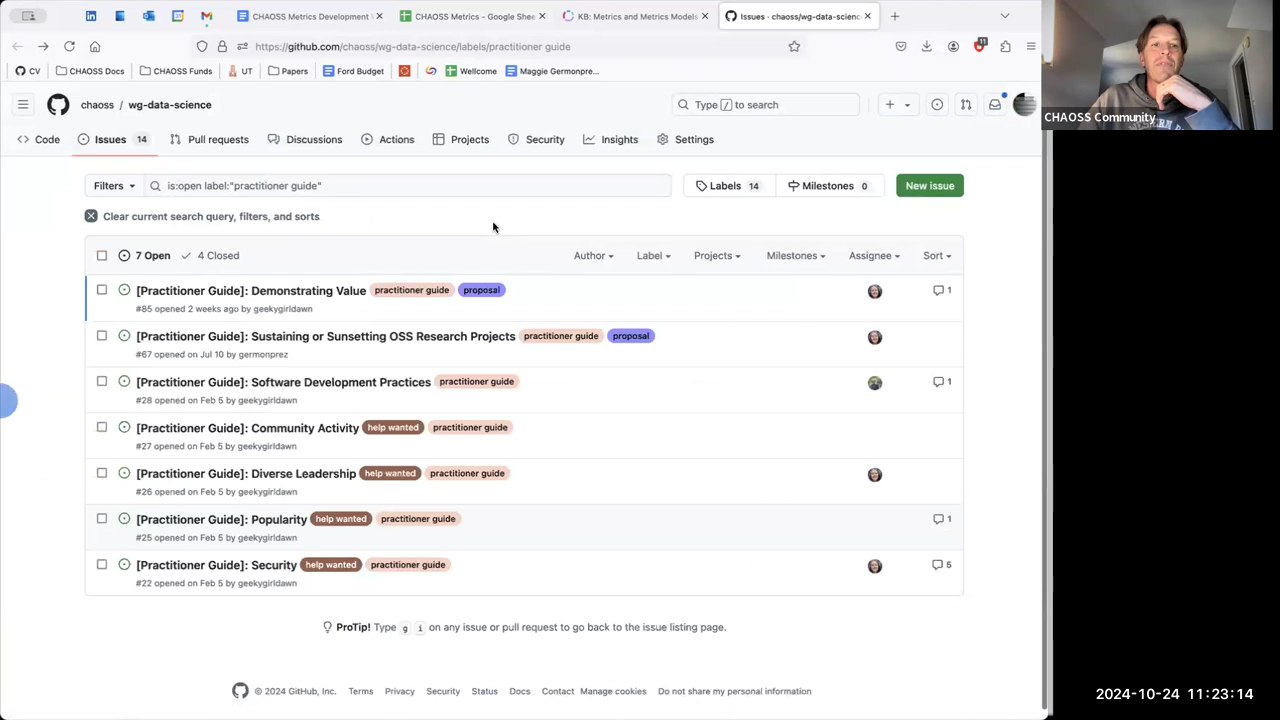 CHAOSS Metrics Development
CHAOSS Metrics - Google Shee
KB: Metrics and Metrics Models
Issues · chaoss/wg-data-scienc
https://github.com/chaoss/wg-data-science/labels/practitioner guide
11
CV
CHAOSS Docs
CHAOSS Funds
UT
Papers
Ford Budget
Wellcome
Maggie Germonpre...
chaoss / wg-data-science
Type / to search
Code
Issues 14
Pull requests
Discussions
Actions
Projects
Security
Insights
Settings
Filters
is:open label:"practitioner guide"
Labels 14
Milestones 0
New issue
Clear current search query, filters, and sorts
7 Open
4 Closed
Author
Label
Projects
Milestones
Assignee
Sort
[Practitioner Guide]: Demonstrating Value practitioner guide proposal 1
#85 opened 2 weeks ago by geekygirldawn
[Practitioner Guide]: Sustaining or Sunsetting OSS Research Projects practitioner guide proposal
#67 opened on Jul 10 by germonprez
[Practitioner Guide]: Software Development Practices practitioner guide 1
#28 opened on Feb 5 by geekygirldawn
[Practitioner Guide]: Community Activity help wanted practitioner guide
#27 opened on Feb 5 by geekygirldawn
[Practitioner Guide]: Diverse Leadership help wanted practitioner guide
#26 opened on Feb 5 by geekygirldawn
[Practitioner Guide]: Popularity help wanted practitioner guide 1
#25 opened on Feb 5 by geekygirldawn
[Practitioner Guide]: Security help wanted practitioner guide 5
#22 opened on Feb 5 by geekygirldawn
ProTip! Type g i on any issue or pull request to go back to the issue listing page.
© 2024 GitHub, Inc.
Terms
Privacy
Security
Status
Docs
Contact
Manage cookies
Do not share my personal information
CHAOSS Community
2024-10-24 11:23:14